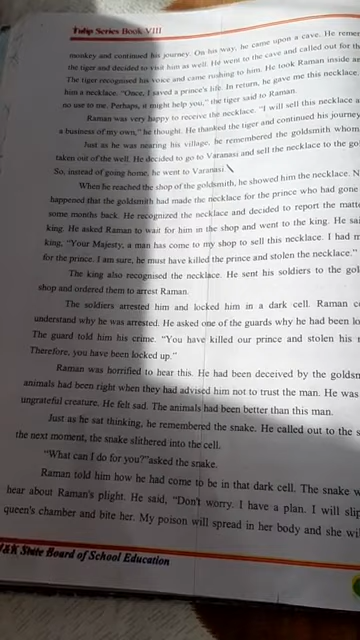 Tulip Series Book VIII
monkey and continued his journey. On his way, he came upon a cave. He remem
the tiger and decided to visit him as well. He went to the cave and called out for th
The tiger recognised his voice and came rushing to him. He took Raman inside an
him a necklace. “Once, I saved a prince's life. In return, he gave me this necklace.
no use to me. Perhaps, it might help you,” the tiger said to Raman.
Raman was very happy to receive the necklace. “I will sell this necklace a
a business of my own,” he thought. He thanked the tiger and continued his journey
Just as he was nearing his village, he remembered the goldsmith whom
taken out of the well. He decided to go to Varanasi and sell the necklace to the go
So, instead of going home, he went to Varanasi
When he reached the shop of the goldsmith, he showed him the necklace. N
happened that the goldsmith had made the necklace for the prince who had gone
some months back. He recognized the necklace and decided to report the matt
king. He asked Raman to wait for him in the shop and went to the king. He sai
king, “Your Majesty, a man has come to my shop to sell this necklace. I had m
for the prince. I am sure, he must have killed the prince and stolen the necklace.”
The king also recognised the necklace. He sent his soldiers to the gol
shop and ordered them to arrest Raman.
The soldiers arrested him and locked him in a dark cell. Raman c
understand why he was arrested. He asked one of the guards why he had been lo
The guard told him his crime. “You have killed our prince and stolen his n
Therefore, you have been locked up.”
Raman was horrified to hear this. He had been deceived by the goldsm
animals had been right when they had advised him not to trust the man. He was
ungrateful creature. He felt sad. The animals had been better than this man.
Just as he sat thinking, he remembered the snake. He called out to the s
the next moment, the snake slithered into the cell.
“What can I do for you?”asked the snake.
Raman told him how he had come to be in that dark cell. The snake w
hear about Raman's plight. He said, “Don't worry. I have a plan. I will slip
queen's chamber and bite her. My poison will spread in her body and she wil
J&K State Board of School Education